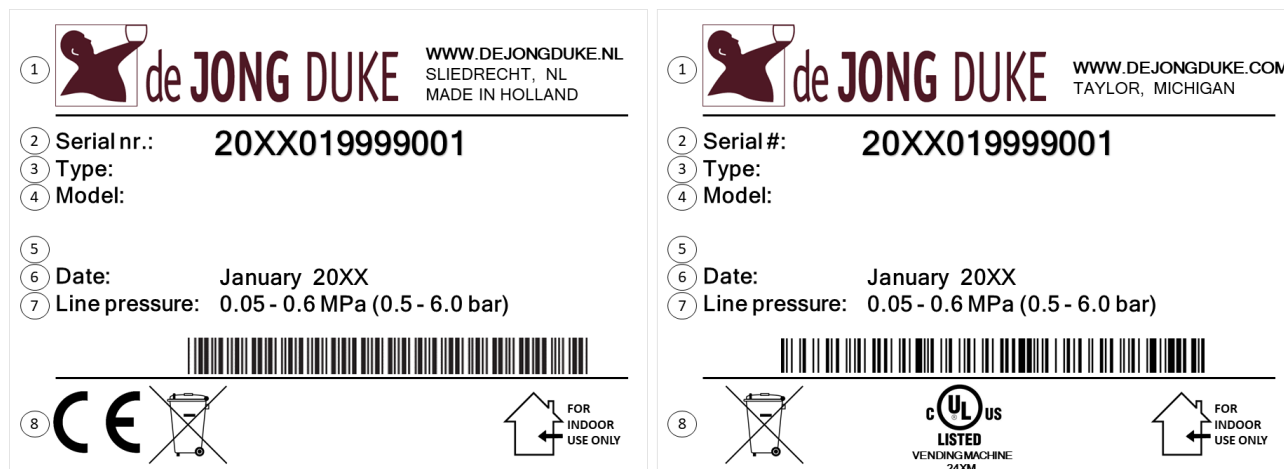 1
de JONG DUKE
WWW.DEJONGDUKE.NL
SLIEDRECHT, NL
MADE IN HOLLAND
2 Serial nr.: 20XX019999001
3 Type:
4 Model:
5
6 Date: January 20XX
7 Line pressure: 0.05 - 0.6 MPa (0.5 - 6.0 bar)
8
CE
FOR
INDOOR
USE ONLY
1
de JONG DUKE
WWW.DEJONGDUKE.COM
TAYLOR, MICHIGAN
2 Serial #: 20XX019999001
3 Type:
4 Model:
5
6 Date: January 20XX
7 Line pressure: 0.05 - 0.6 MPa (0.5 - 6.0 bar)
8
C UL ® US
LISTED
VENDING MACHINE
24XM
FOR
INDOOR
USE ONLY